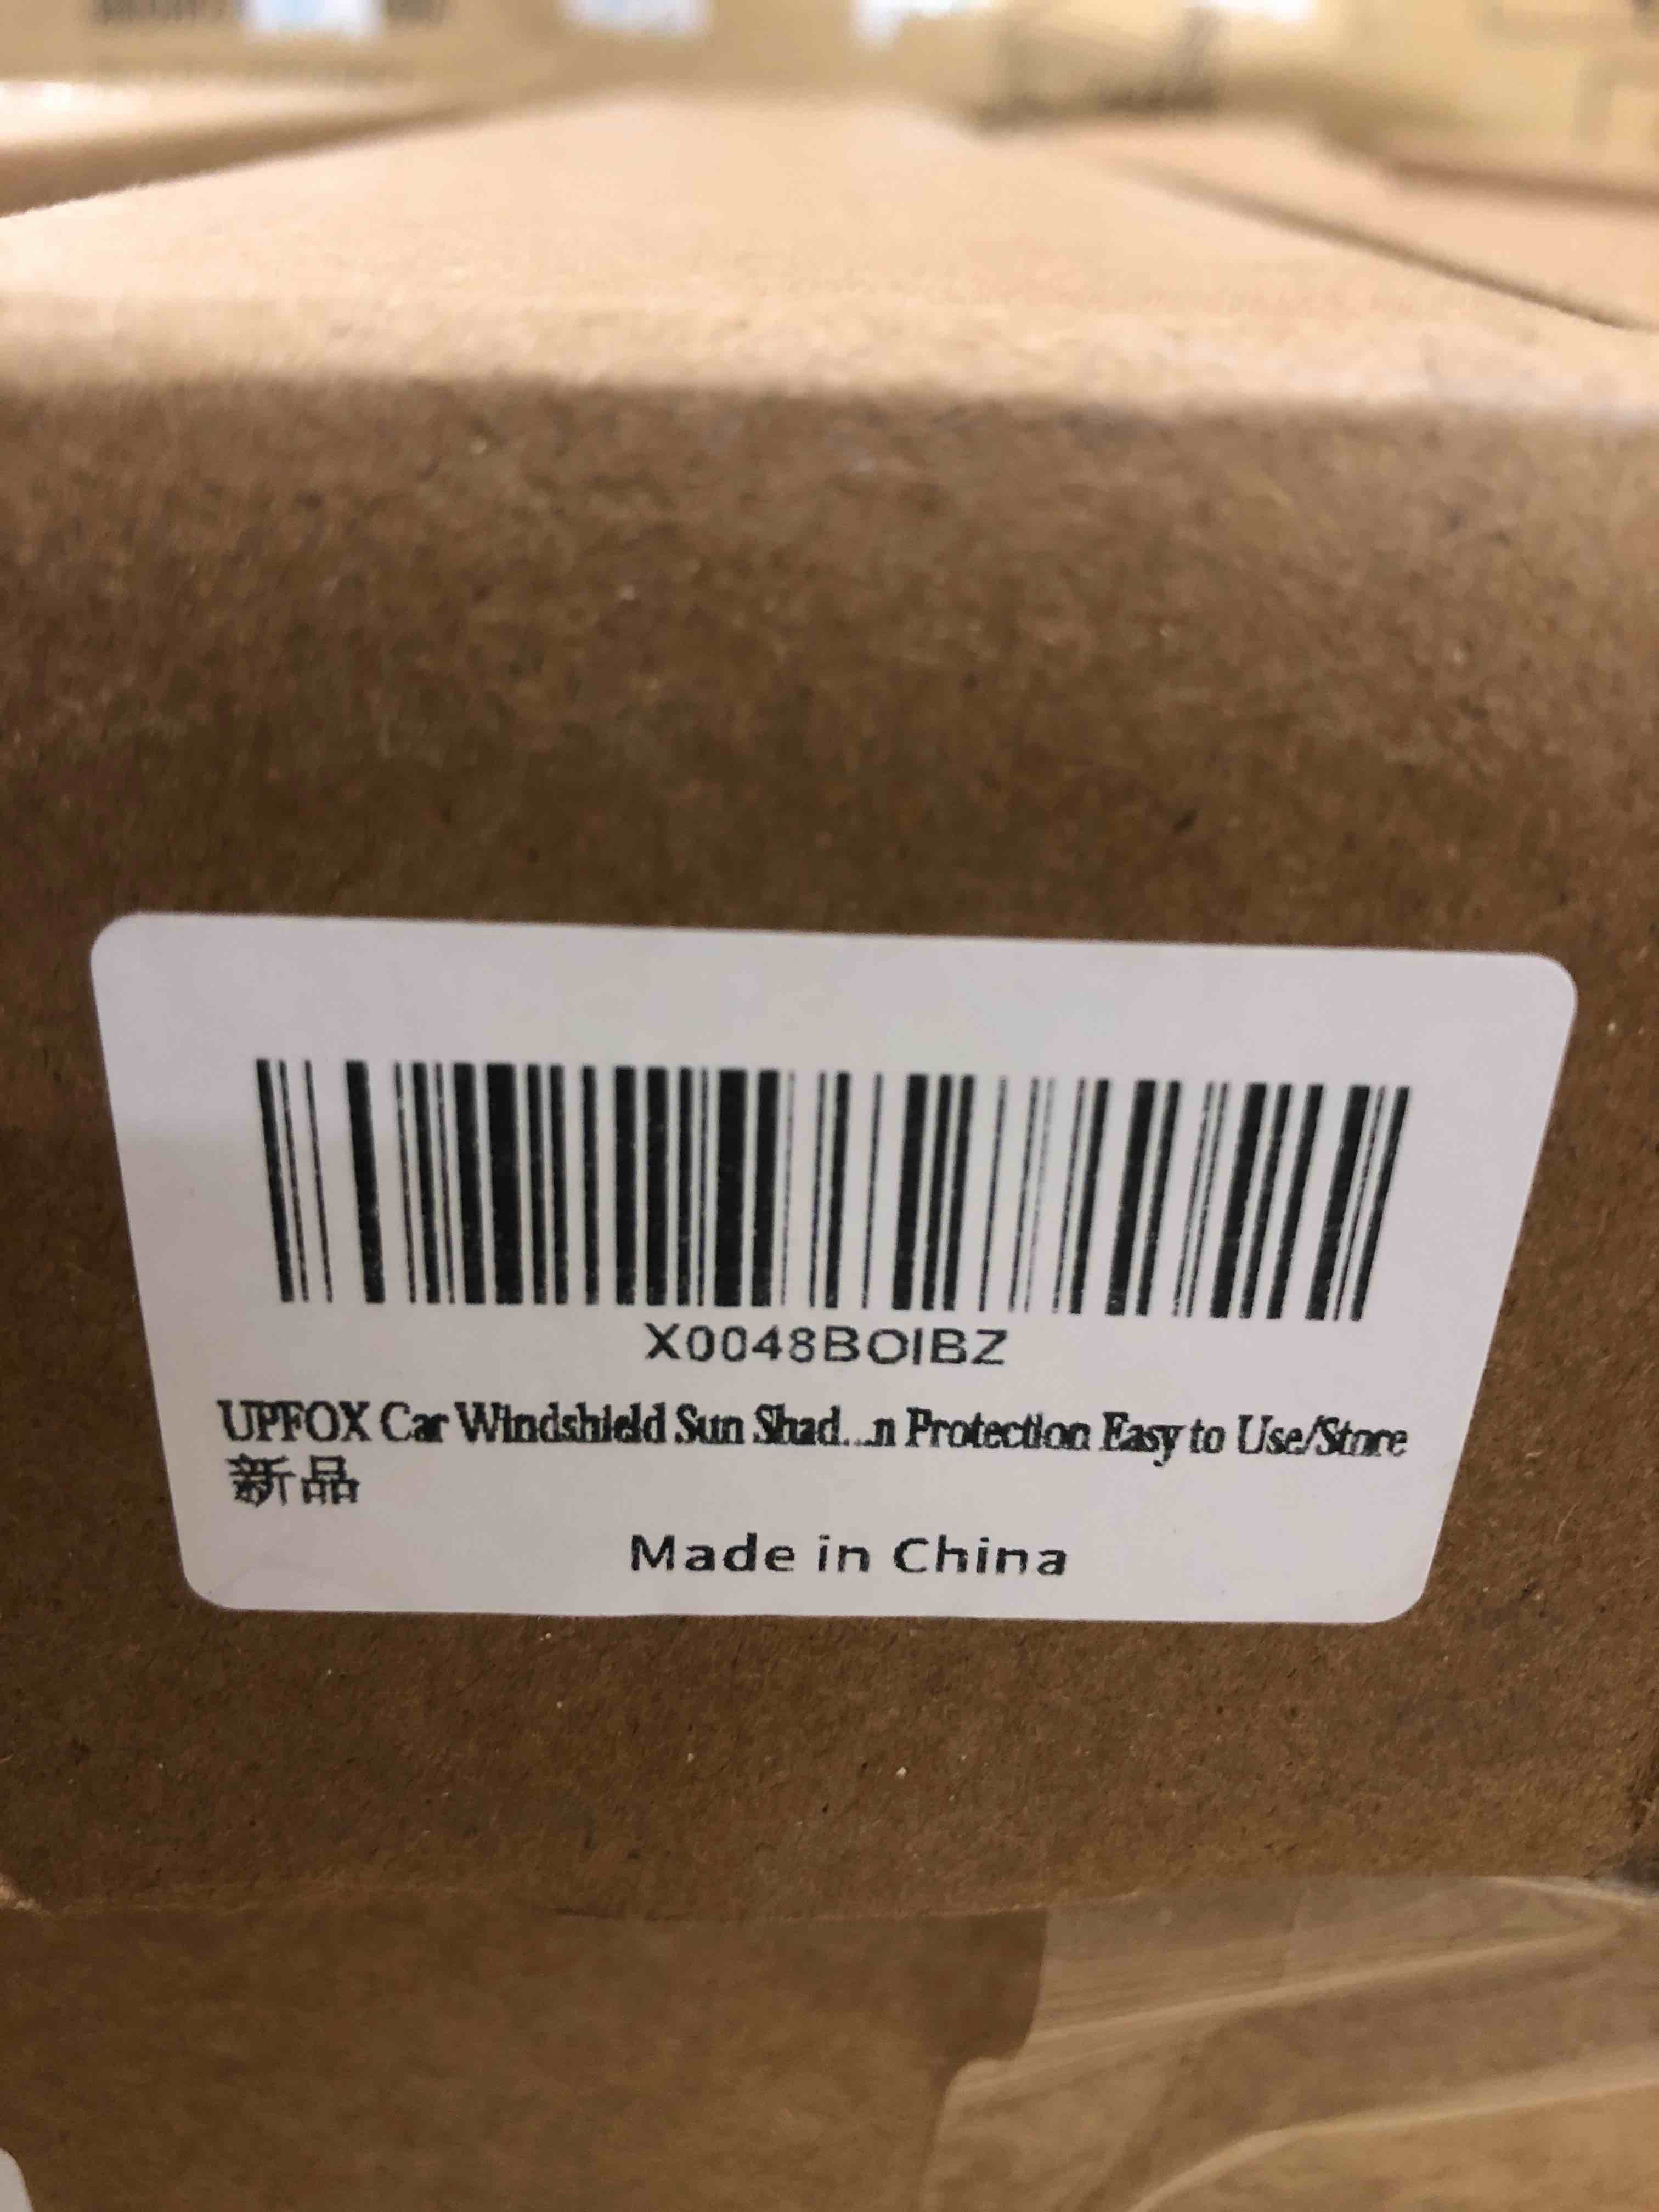 X0048BOIBZ
UPFOX Car Windshield Sun Shad...n Protection Easy to Use/Store
新品
Made in China